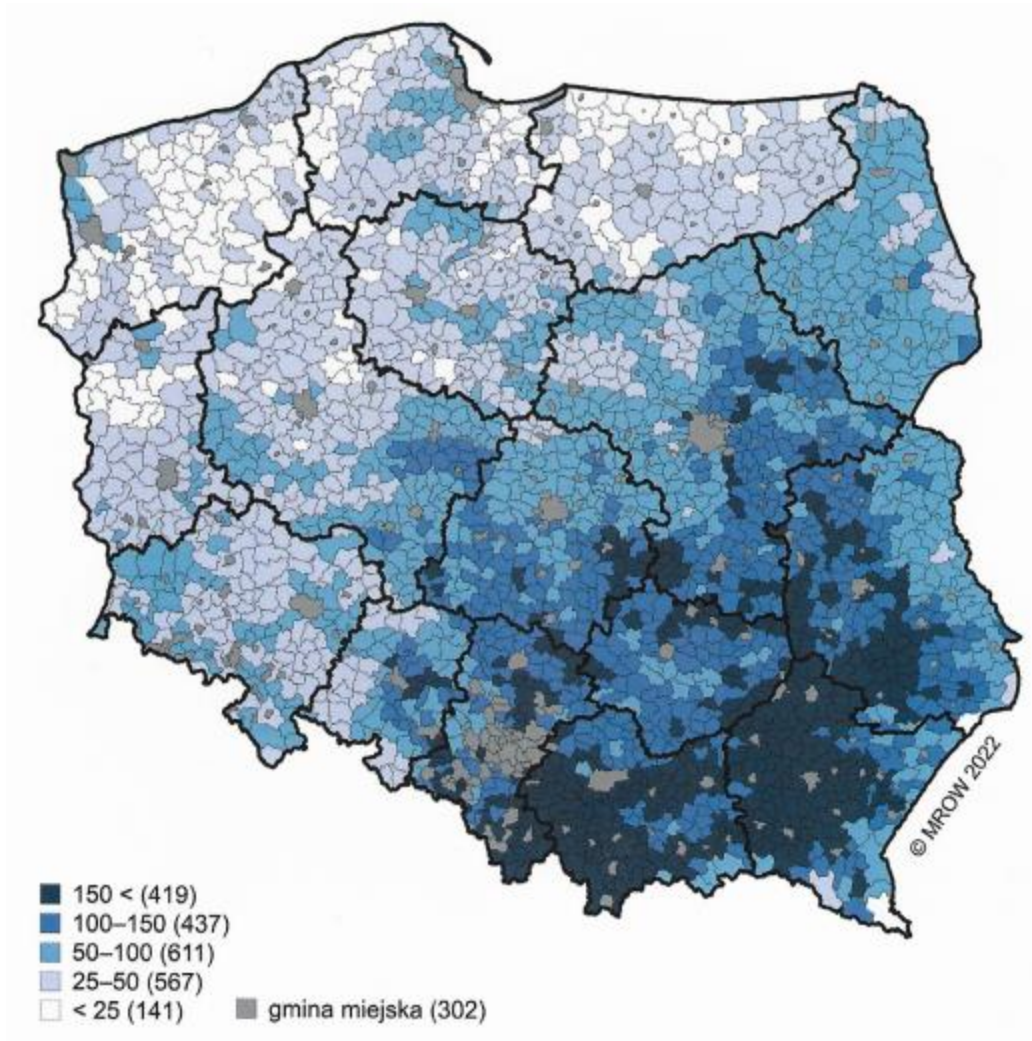 © MROW 2022
150 < (419)
100–150 (437)
50–100 (611)
25–50 (567)
< 25 (141)
gmina miejska (302)